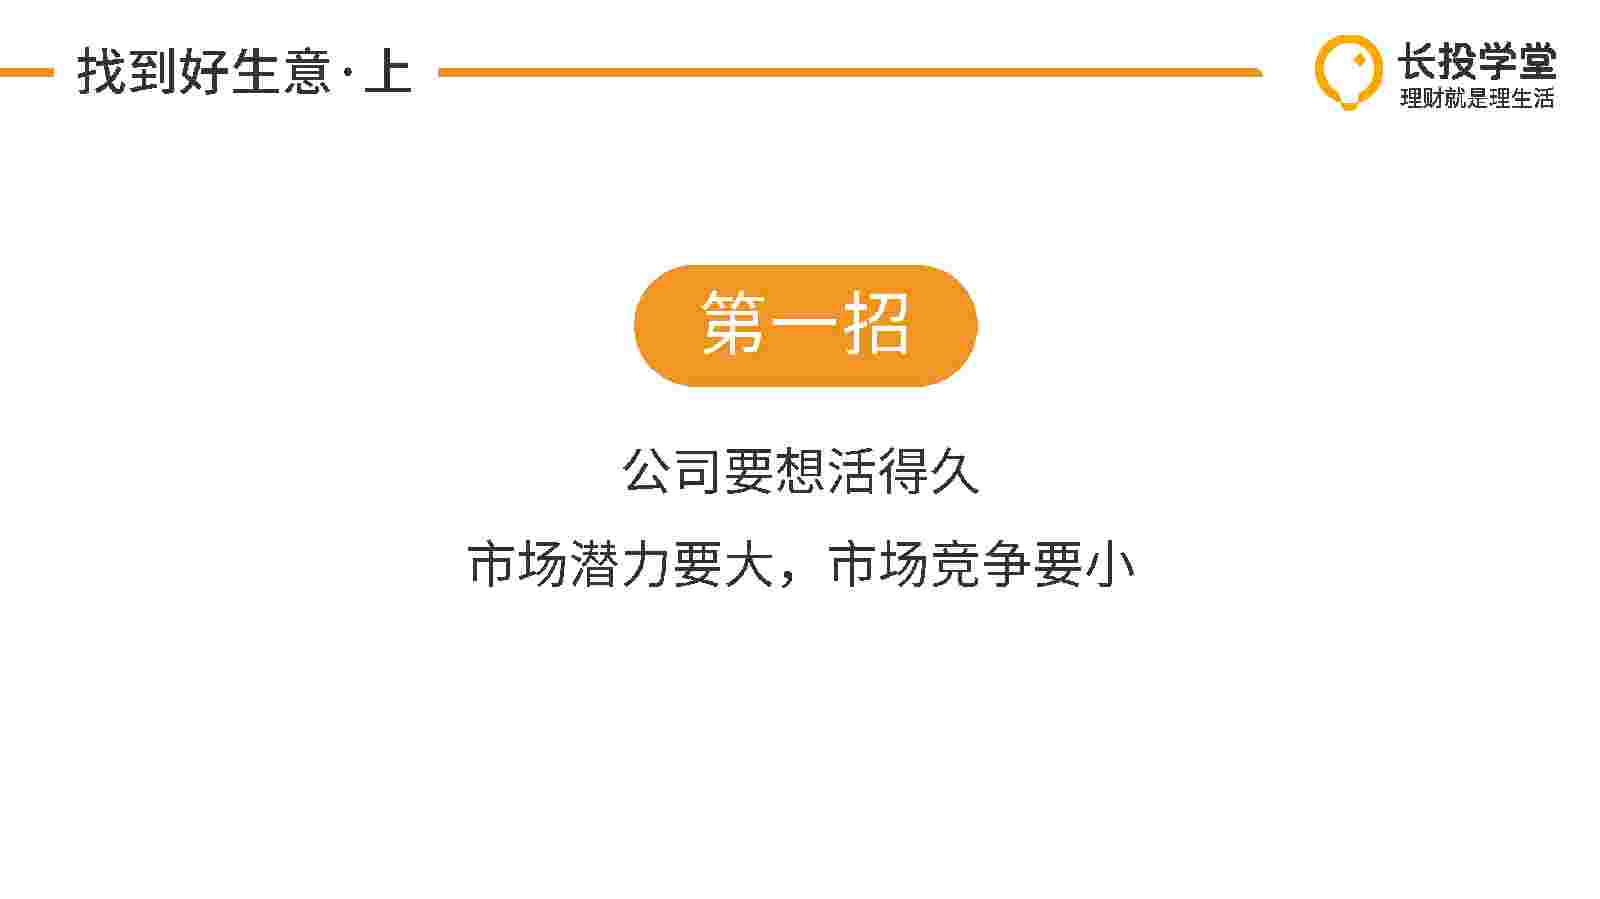 找到好生意·上
长投学堂
理财就是理生活
第一招
公司要想活得久
市场潜力要大，市场竞争要小